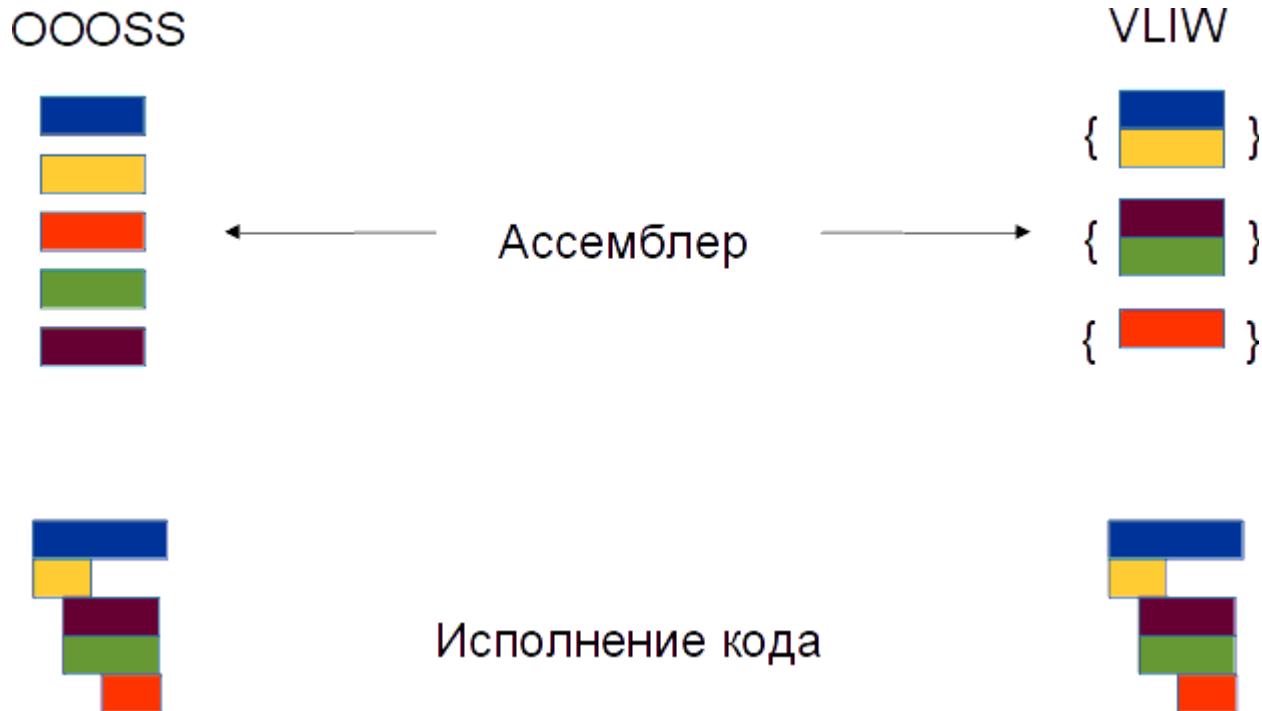 OOOSS
VLIW
{ }
{ }
{ }
Ассемблер
Исполнение кода